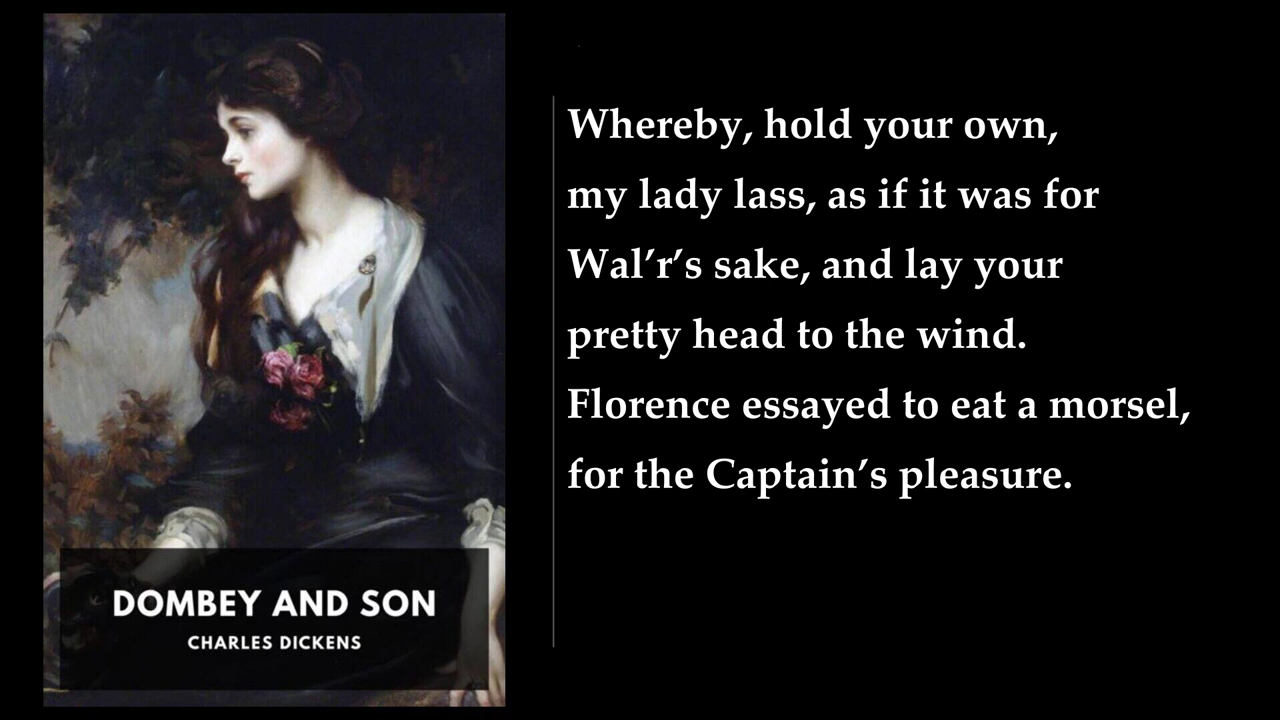 Whereby, hold your own,
my lady lass, as if it was for
Wal’r’s sake, and lay your
pretty head to the wind.
Florence essayed to eat a morsel,
for the Captain’s pleasure.
DOMBEY AND SON
CHARLES DICKENS